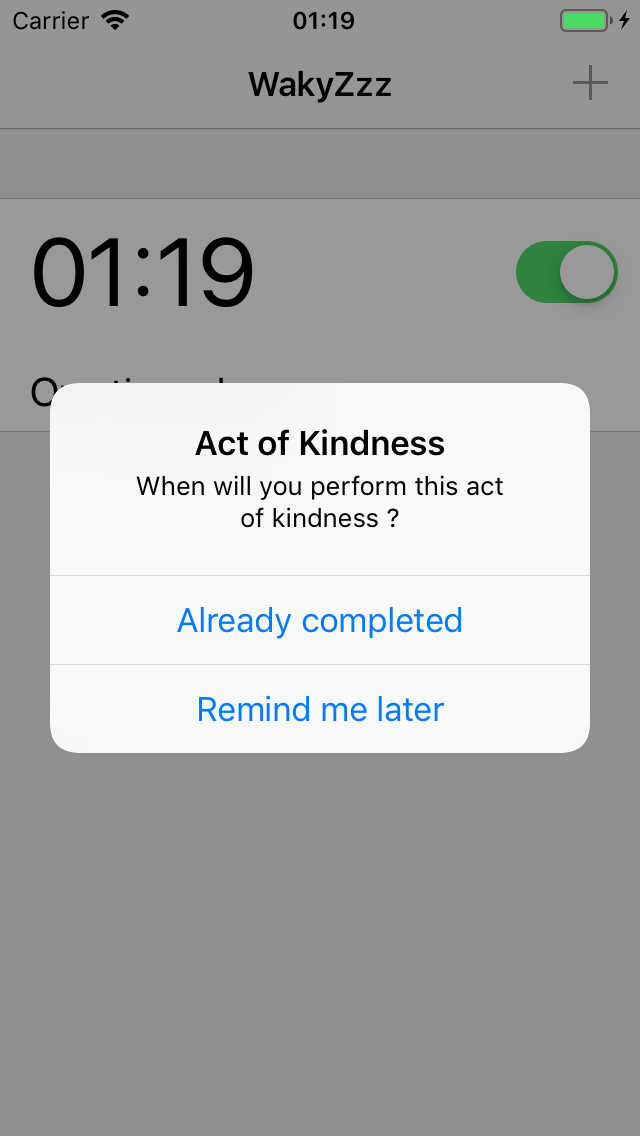 Carrier 01:19
WakyZzz
01:19
Act of Kindness
When will you perform this act
of kindness ?
Already completed
Remind me later